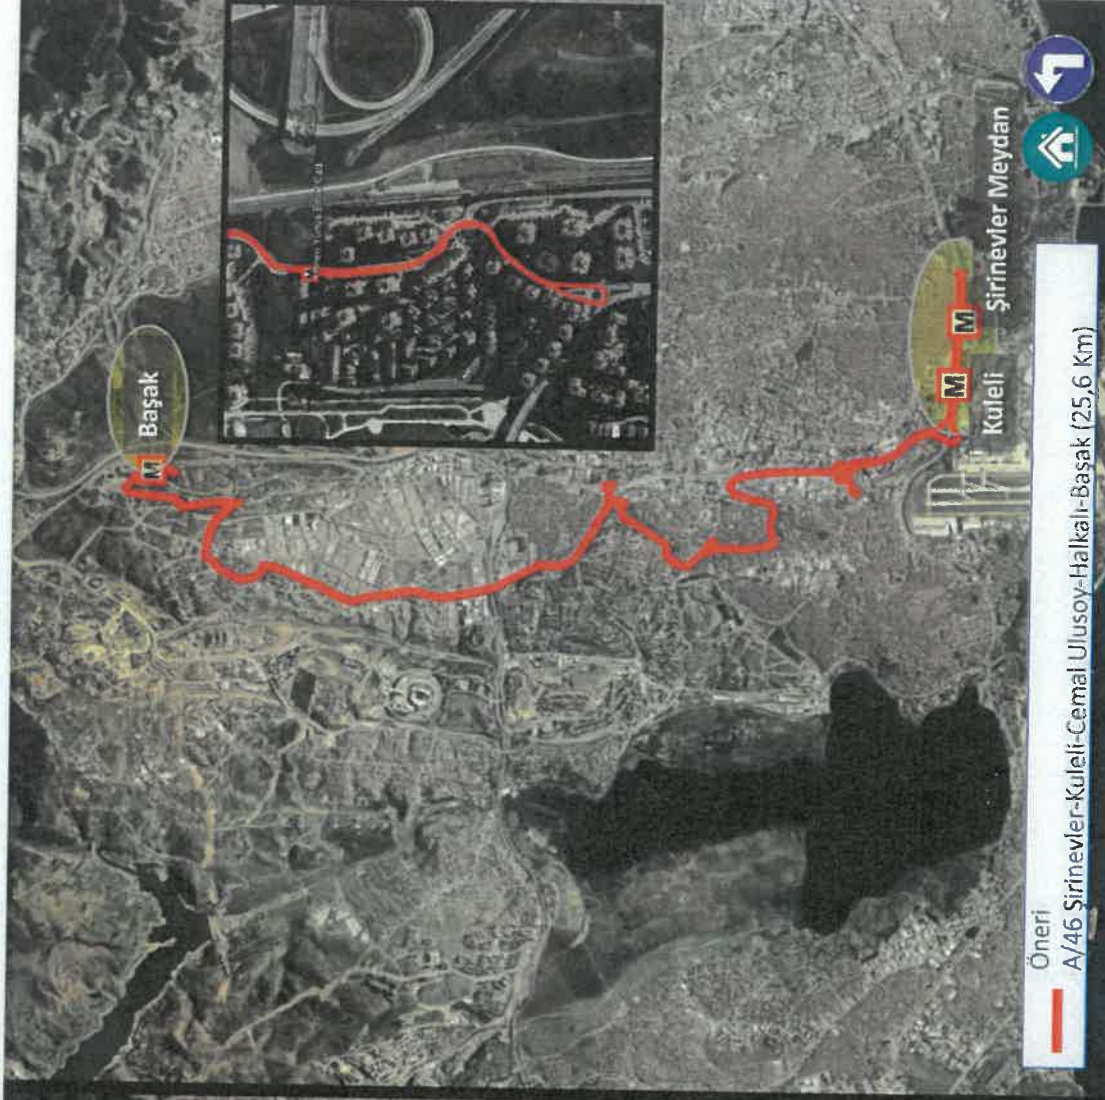 Başak
M
M
M
Kuleli
Şirinevler Meydan
Öneri
A/46 Şirinevler-Kuleli-Cemal Ulusoy-Halkalı-Başak (25,6 Km)